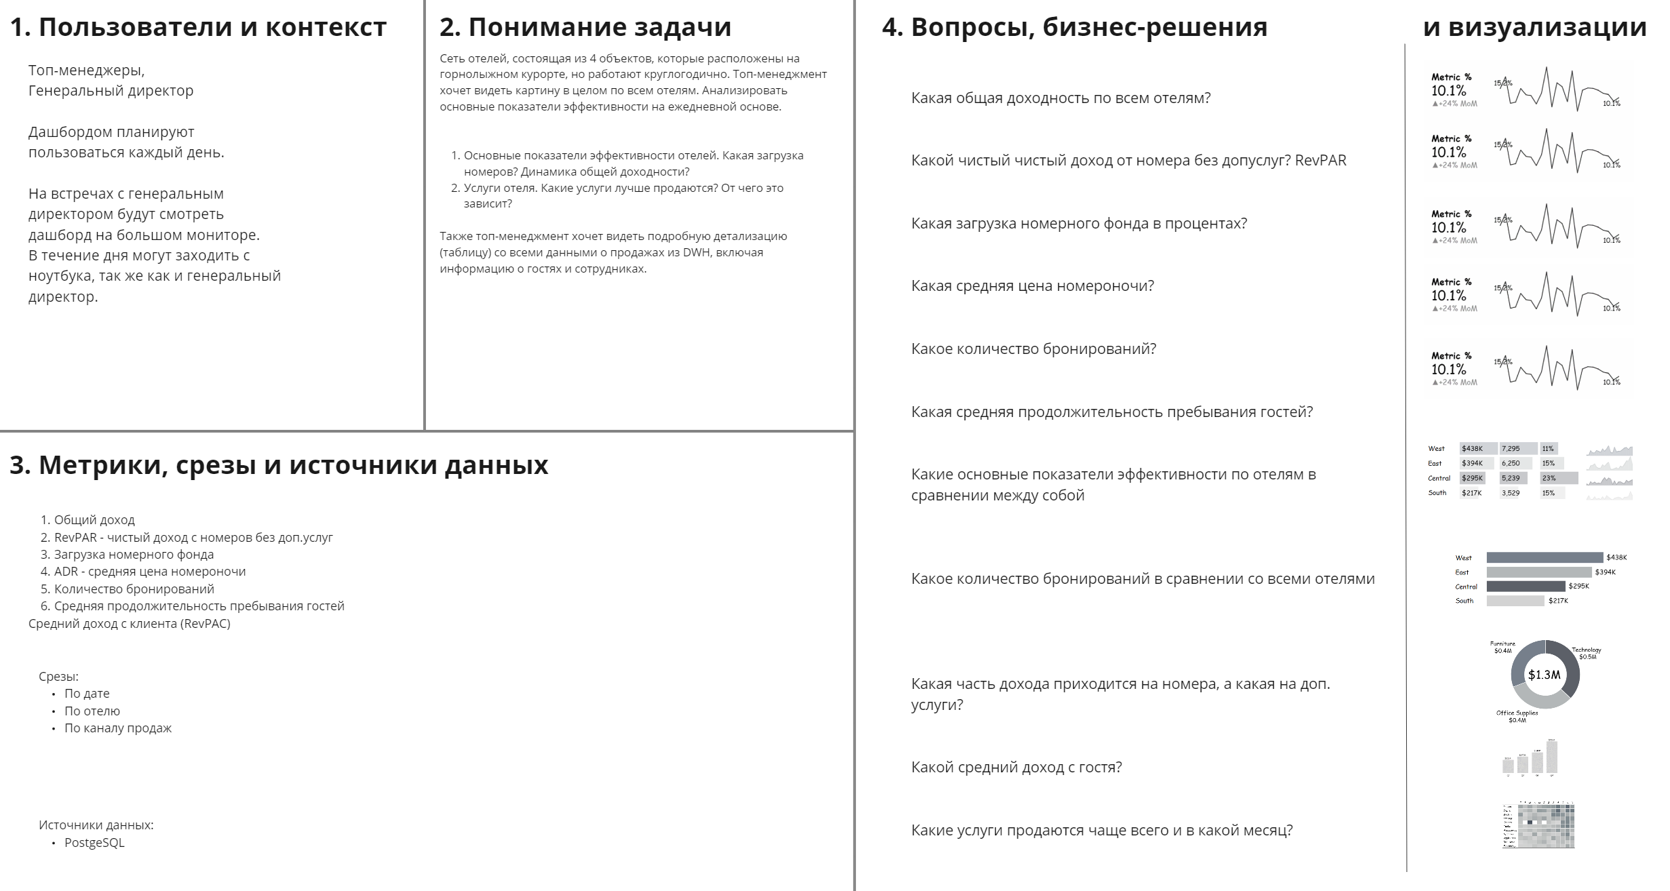 1. Пользователи и контекст
Топ-менеджеры,
Генеральный директор
Дашбордом планируют
пользоваться каждый день.
На встречах с генеральным
директором будут смотреть
дашборд на большом мониторе.
В течение дня могут заходить с
ноутбука, так же как и генеральный
директор.
2. Понимание задачи
Сеть отелей, состоящая из 4 объектов, которые расположены на
горнолыжном курорте, но работают круглогодично. Топ-менеджмент
хочет видеть картину в целом по всем отелям. Анализировать
основные показатели эффективности на ежедневной основе.
1. Основные показатели эффективности отелей. Какая загрузка
номеров? Динамика общей доходности?
2. Услуги отеля. Какие услуги лучше продаются? От чего это
зависит?
Также топ-менеджмент хочет видеть подробную детализацию
(таблицу) со всеми данными о продажах из DWH, включая
информацию о гостях и сотрудниках.
3. Метрики, срезы и источники данных
1. Общий доход
2. RevPAR - чистый доход с номеров без доп.услуг
3. Загрузка номерного фонда
4. ADR - средняя цена номероночи
5. Количество бронирований
6. Средняя продолжительность пребывания гостей
Средний доход с клиента (RevPAC)
Срезы:
• По дате
• По отелю
• По каналу продаж
Источники данных:
• PostgeSQL
4. Вопросы, бизнес-решения
и визуализации
Какая общая доходность по всем отелям?
Metric %
10.1%
▲+24% MoM
10.1%
Какой чистый чистый доход от номера без допуслуг? RevPAR
Metric %
10.1%
▲+24% MoM
10.1%
Какая загрузка номерного фонда в процентах?
Metric %
10.1%
▲+24% MoM
10.1%
Какая средняя цена номероночи?
Metric %
10.1%
▲+24% MoM
10.1%
Какое количество бронирований?
Metric %
10.1%
▲+24% MoM
10.1%
Какая средняя продолжительность пребывания гостей?
Какие основные показатели эффективности по отелям в
сравнении между собой
West $438K 7,295 11%
East $394K 6,250 15%
Central $295K 5,239 23%
South $217K 3,529 15%
Какое количество бронирований в сравнении со всеми отелями
West $438K
East $394K
Central $295K
South $217K
Какая часть дохода приходится на номера, а какая на доп.
услуги?
Furniture
$0.4M
Technology
$0.5M
$1.3M
Office Supplies
$0.4M
Какой средний доход с гостя?
Какие услуги продаются чаще всего и в какой месяц?